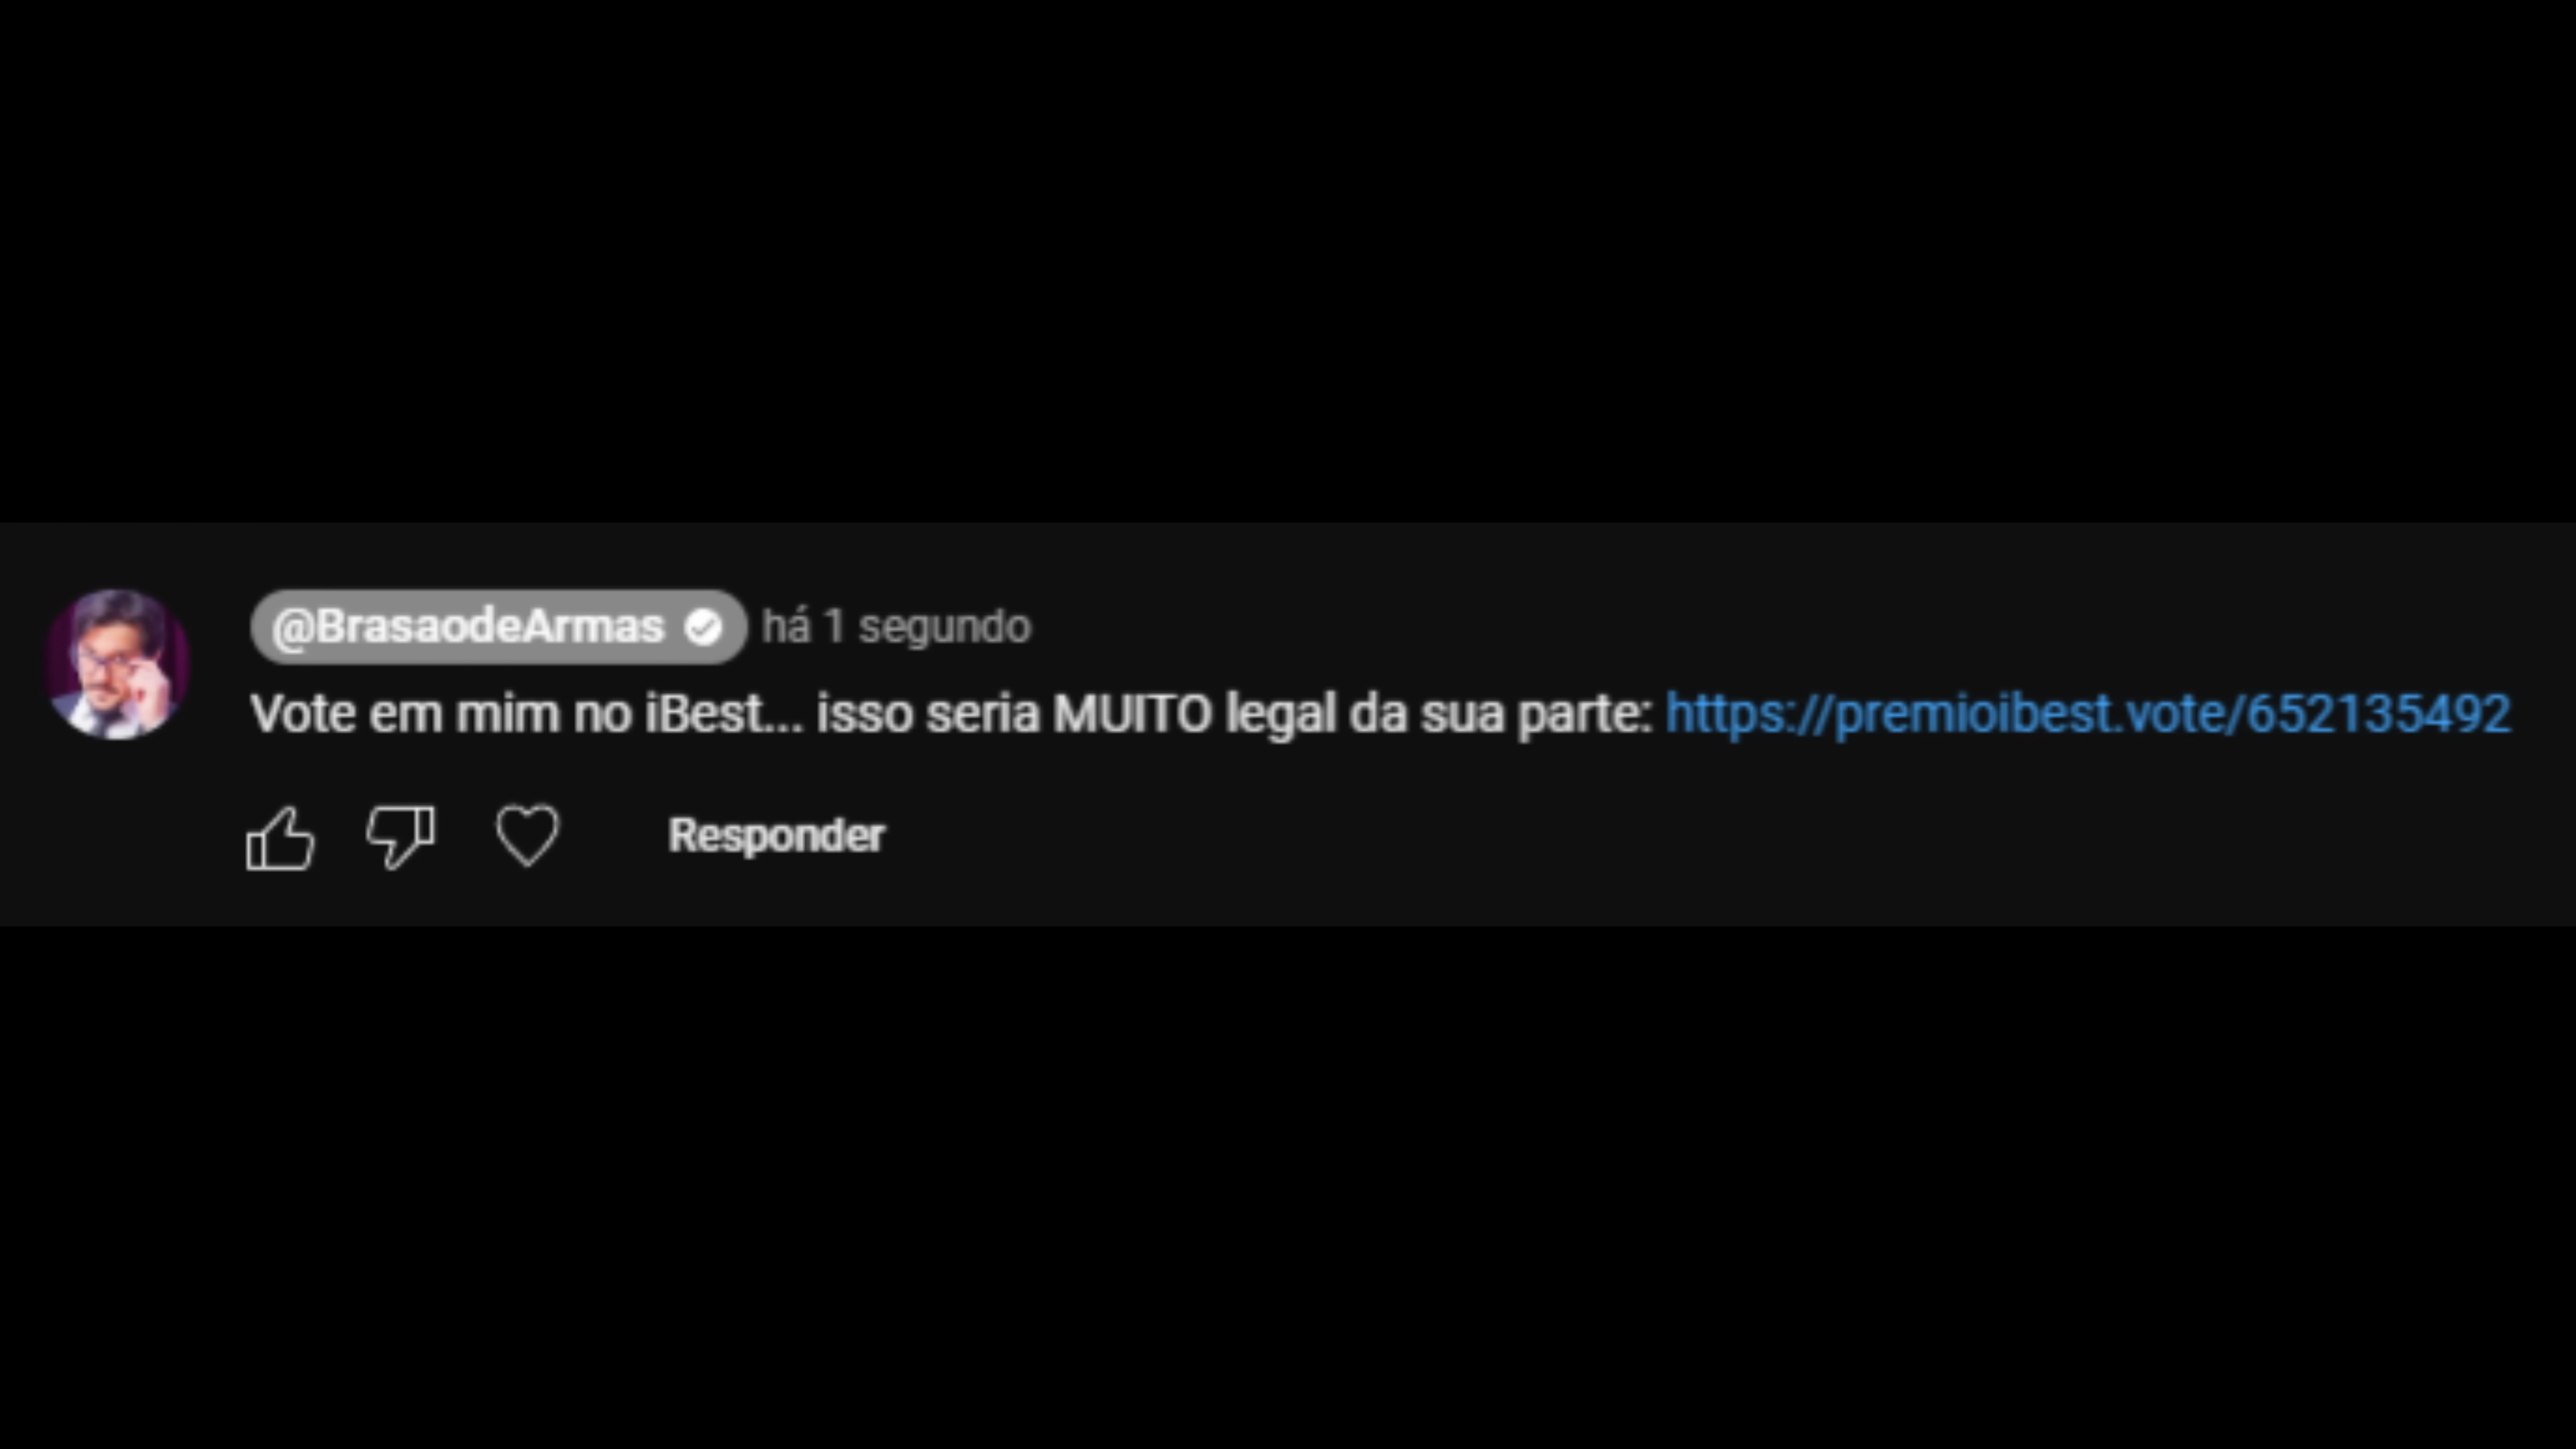 @BrasaodeArmas há 1 segundo
Vote em mim no iBest... isso seria MUITO legal da sua parte: https://premioibest.vote/652135492
Responder